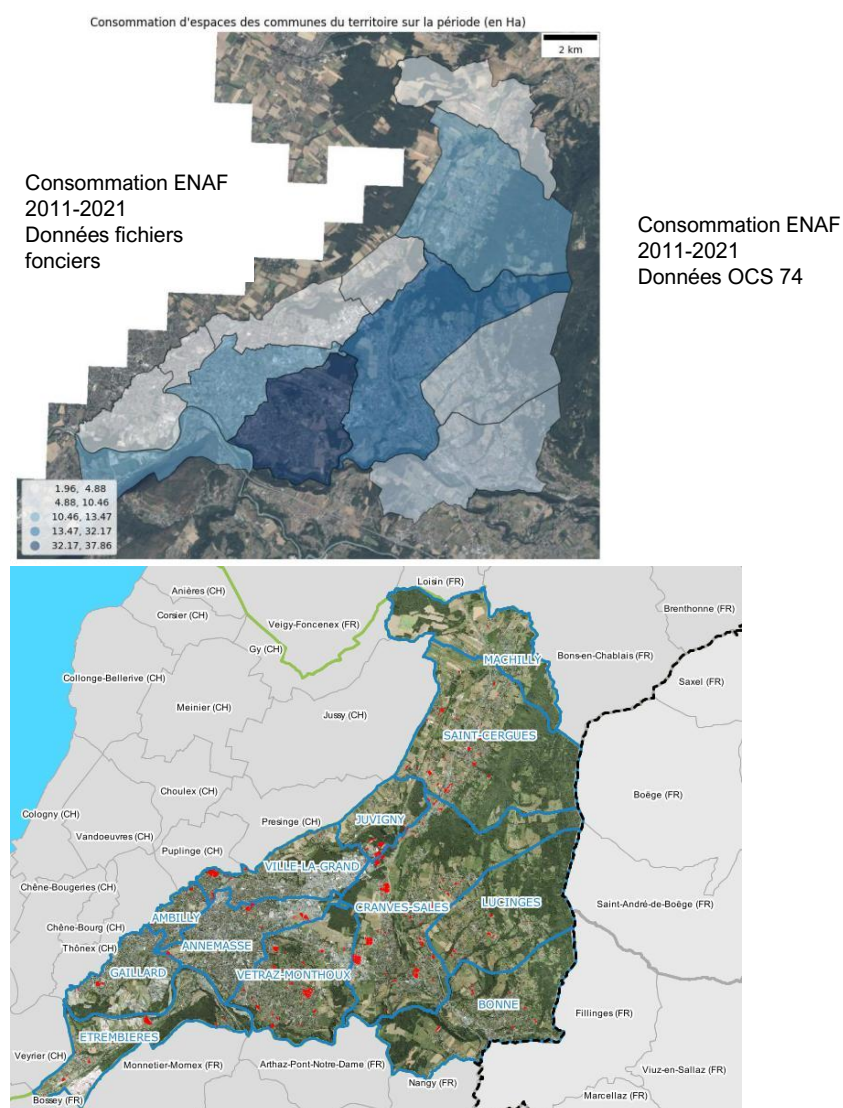 Consommation d'espaces des communes du territoire sur la période (en Ha)
2 km
Consommation ENAF
2011-2021
Données fichiers
fonciers
Consommation ENAF
2011-2021
Données OCS 74
1.96, 4.88
4.88, 10.46
10.46, 13.47
13.47, 32.17
32.17, 37.86
Loisin (FR)
Anières (CH)
Brenthonne (FR)
Corsier (CH)
Veigy-Foncenex (FR)
Gy (CH)
MACHILLY
Bons-en-Chablais (FR)
Collonge-Bellerive (CH)
Saxel (FR)
Meinier (CH)
Jussy (CH)
SAINT-CERGUES
Choulex (CH)
Boëge (FR)
Cologny (CH)
Presinge (CH)
JUVIGNY
Vandoeuvres (CH)
Puplinge (CH)
VILLE-LA-GRAND
Chêne-Bougeries (CH)
LUCINGES
Saint-André-de-Boëge (FR)
CRANVES-SALES
AMBILLY
Chêne-Bourg (CH)
ANNEMASSE
Thônex (CH)
GAILLARD
VETRAZ-MONTHOUX
BONNE
Fillinges (FR)
ETREMBIERES
Veyrier (CH)
Monnetier-Mornex (FR)
Arthaz-Pont-Notre-Dame (FR)
Viuz-en-Sallaz (FR)
Nangy (FR)
Marcellaz (FR)
Bossey (FR)